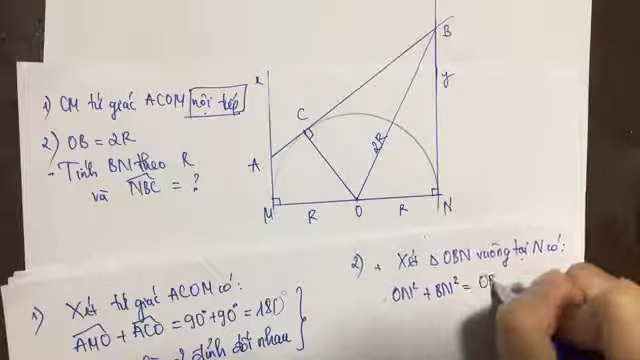 1) CM tứ giác ACOM nội tiếp
2) OB = 2R
- Tính BN theo R
và NBC = ?
x
B
y
C
2R
A
M
R
O
R
N
1) Xét tứ giác ACOM có:
AMO + ACO = 90° + 90° = 180°
đỉnh đối nhau
2) + Xét Δ OBN vuông tại N có:
ON² + BN² = OB